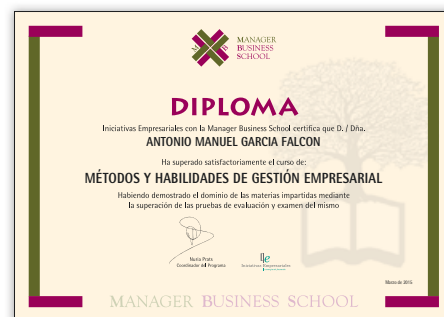 MANAGER
BUSINESS
SCHOOL
DIPLOMA
Iniciativas Empresariales con la Manager Business School certifica que D. / Dña.
ANTONIO MANUEL GARCIA FALCON
Ha superado satisfactoriamente el curso de:
MÉTODOS Y HABILIDADES DE GESTIÓN EMPRESARIAL
Habiendo demostrado el dominio de las materias impartidas mediante
la superación de las pruebas de evaluación y examen del mismo
Nuria Prats
Coordinador del Programa
Iniciativas Empresariales
Marzo de 2015
MANAGER BUSINESS SCHOOL